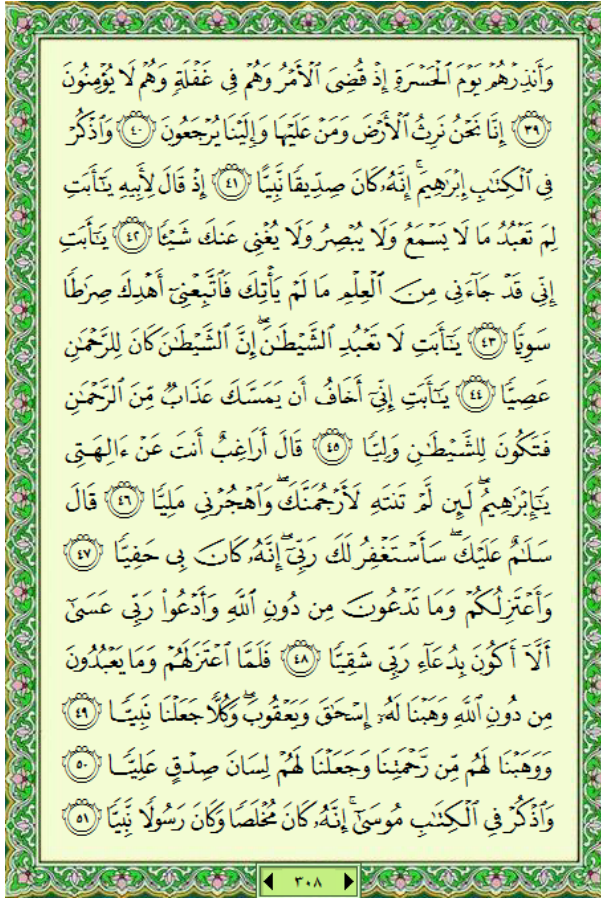 وَأَنذِرْهُمْ يَوْمَ ٱلْحَسْرَةِ إِذْ قُضِىَ ٱلْأَمْرُ وَهُمْ فِى غَفْلَةٍ وَهُمْ لَا يُؤْمِنُونَ
﴿٣٩﴾ إِنَّا نَحْنُ نَرِثُ ٱلْأَرْضَ وَمَنْ عَلَيْهَا وَإِلَيْنَا يُرْجَعُونَ ﴿٤٠﴾ وَٱذْكُرْ
فِى ٱلْكِتَٰبِ إِبْرَٰهِيمَ ۚ إِنَّهُۥ كَانَ صِدِّيقًا نَّبِيًّا ﴿٤١﴾ إِذْ قَالَ لِأَبِيهِ يَٰٓأَبَتِ
لِمَ تَعْبُدُ مَا لَا يَسْمَعُ وَلَا يُبْصِرُ وَلَا يُغْنِى عَنكَ شَيْـًٔا ﴿٤٢﴾ يَٰٓأَبَتِ
إِنِّى قَدْ جَآءَنِى مِنَ ٱلْعِلْمِ مَا لَمْ يَأْتِكَ فَٱتَّبِعْنِىٓ أَهْدِكَ صِرَٰطًا
سَوِيًّا ﴿٤٣﴾ يَٰٓأَبَتِ لَا تَعْبُدِ ٱلشَّيْطَٰنَ ۖ إِنَّ ٱلشَّيْطَٰنَ كَانَ لِلرَّحْمَٰنِ
عَصِيًّا ﴿٤٤﴾ يَٰٓأَبَتِ إِنِّىٓ أَخَافُ أَن يَمَسَّكَ عَذَابٌ مِّنَ ٱلرَّحْمَٰنِ
فَتَكُونَ لِلشَّيْطَٰنِ وَلِيًّا ﴿٤٥﴾ قَالَ أَرَاغِبٌ أَنتَ عَنْ ءَالِهَتِى
يَٰٓإِبْرَٰهِيمُ ۖ لَئِن لَّمْ تَنتَهِ لَأَرْجُمَنَّكَ ۖ وَٱهْجُرْنِى مَلِيًّا ﴿٤٦﴾ قَالَ
سَلَٰمٌ عَلَيْكَ ۖ سَأَسْتَغْفِرُ لَكَ رَبِّىٓ ۖ إِنَّهُۥ كَانَ بِى حَفِيًّا ﴿٤٧﴾
وَأَعْتَزِلُكُمْ وَمَا تَدْعُونَ مِن دُونِ ٱللَّهِ وَأَدْعُوا۟ رَبِّى عَسَىٰٓ
أَلَّآ أَكُونَ بِدُعَآءِ رَبِّى شَقِيًّا ﴿٤٨﴾ فَلَمَّا ٱعْتَزَلَهُمْ وَمَا يَعْبُدُونَ
مِن دُونِ ٱللَّهِ وَهَبْنَا لَهُۥٓ إِسْحَٰقَ وَيَعْقُوبَ ۖ وَكُلًّا جَعَلْنَا نَبِيًّا ﴿٤٩﴾
وَوَهَبْنَا لَهُم مِّن رَّحْمَتِنَا وَجَعَلْنَا لَهُمْ لِسَانَ صِدْقٍ عَلِيًّا ﴿٥٠﴾
وَٱذْكُرْ فِى ٱلْكِتَٰبِ مُوسَىٰٓ ۚ إِنَّهُۥ كَانَ مُخْلَصًا وَكَانَ رَسُولًا نَّبِيًّا ﴿٥١﴾
٣٠٨